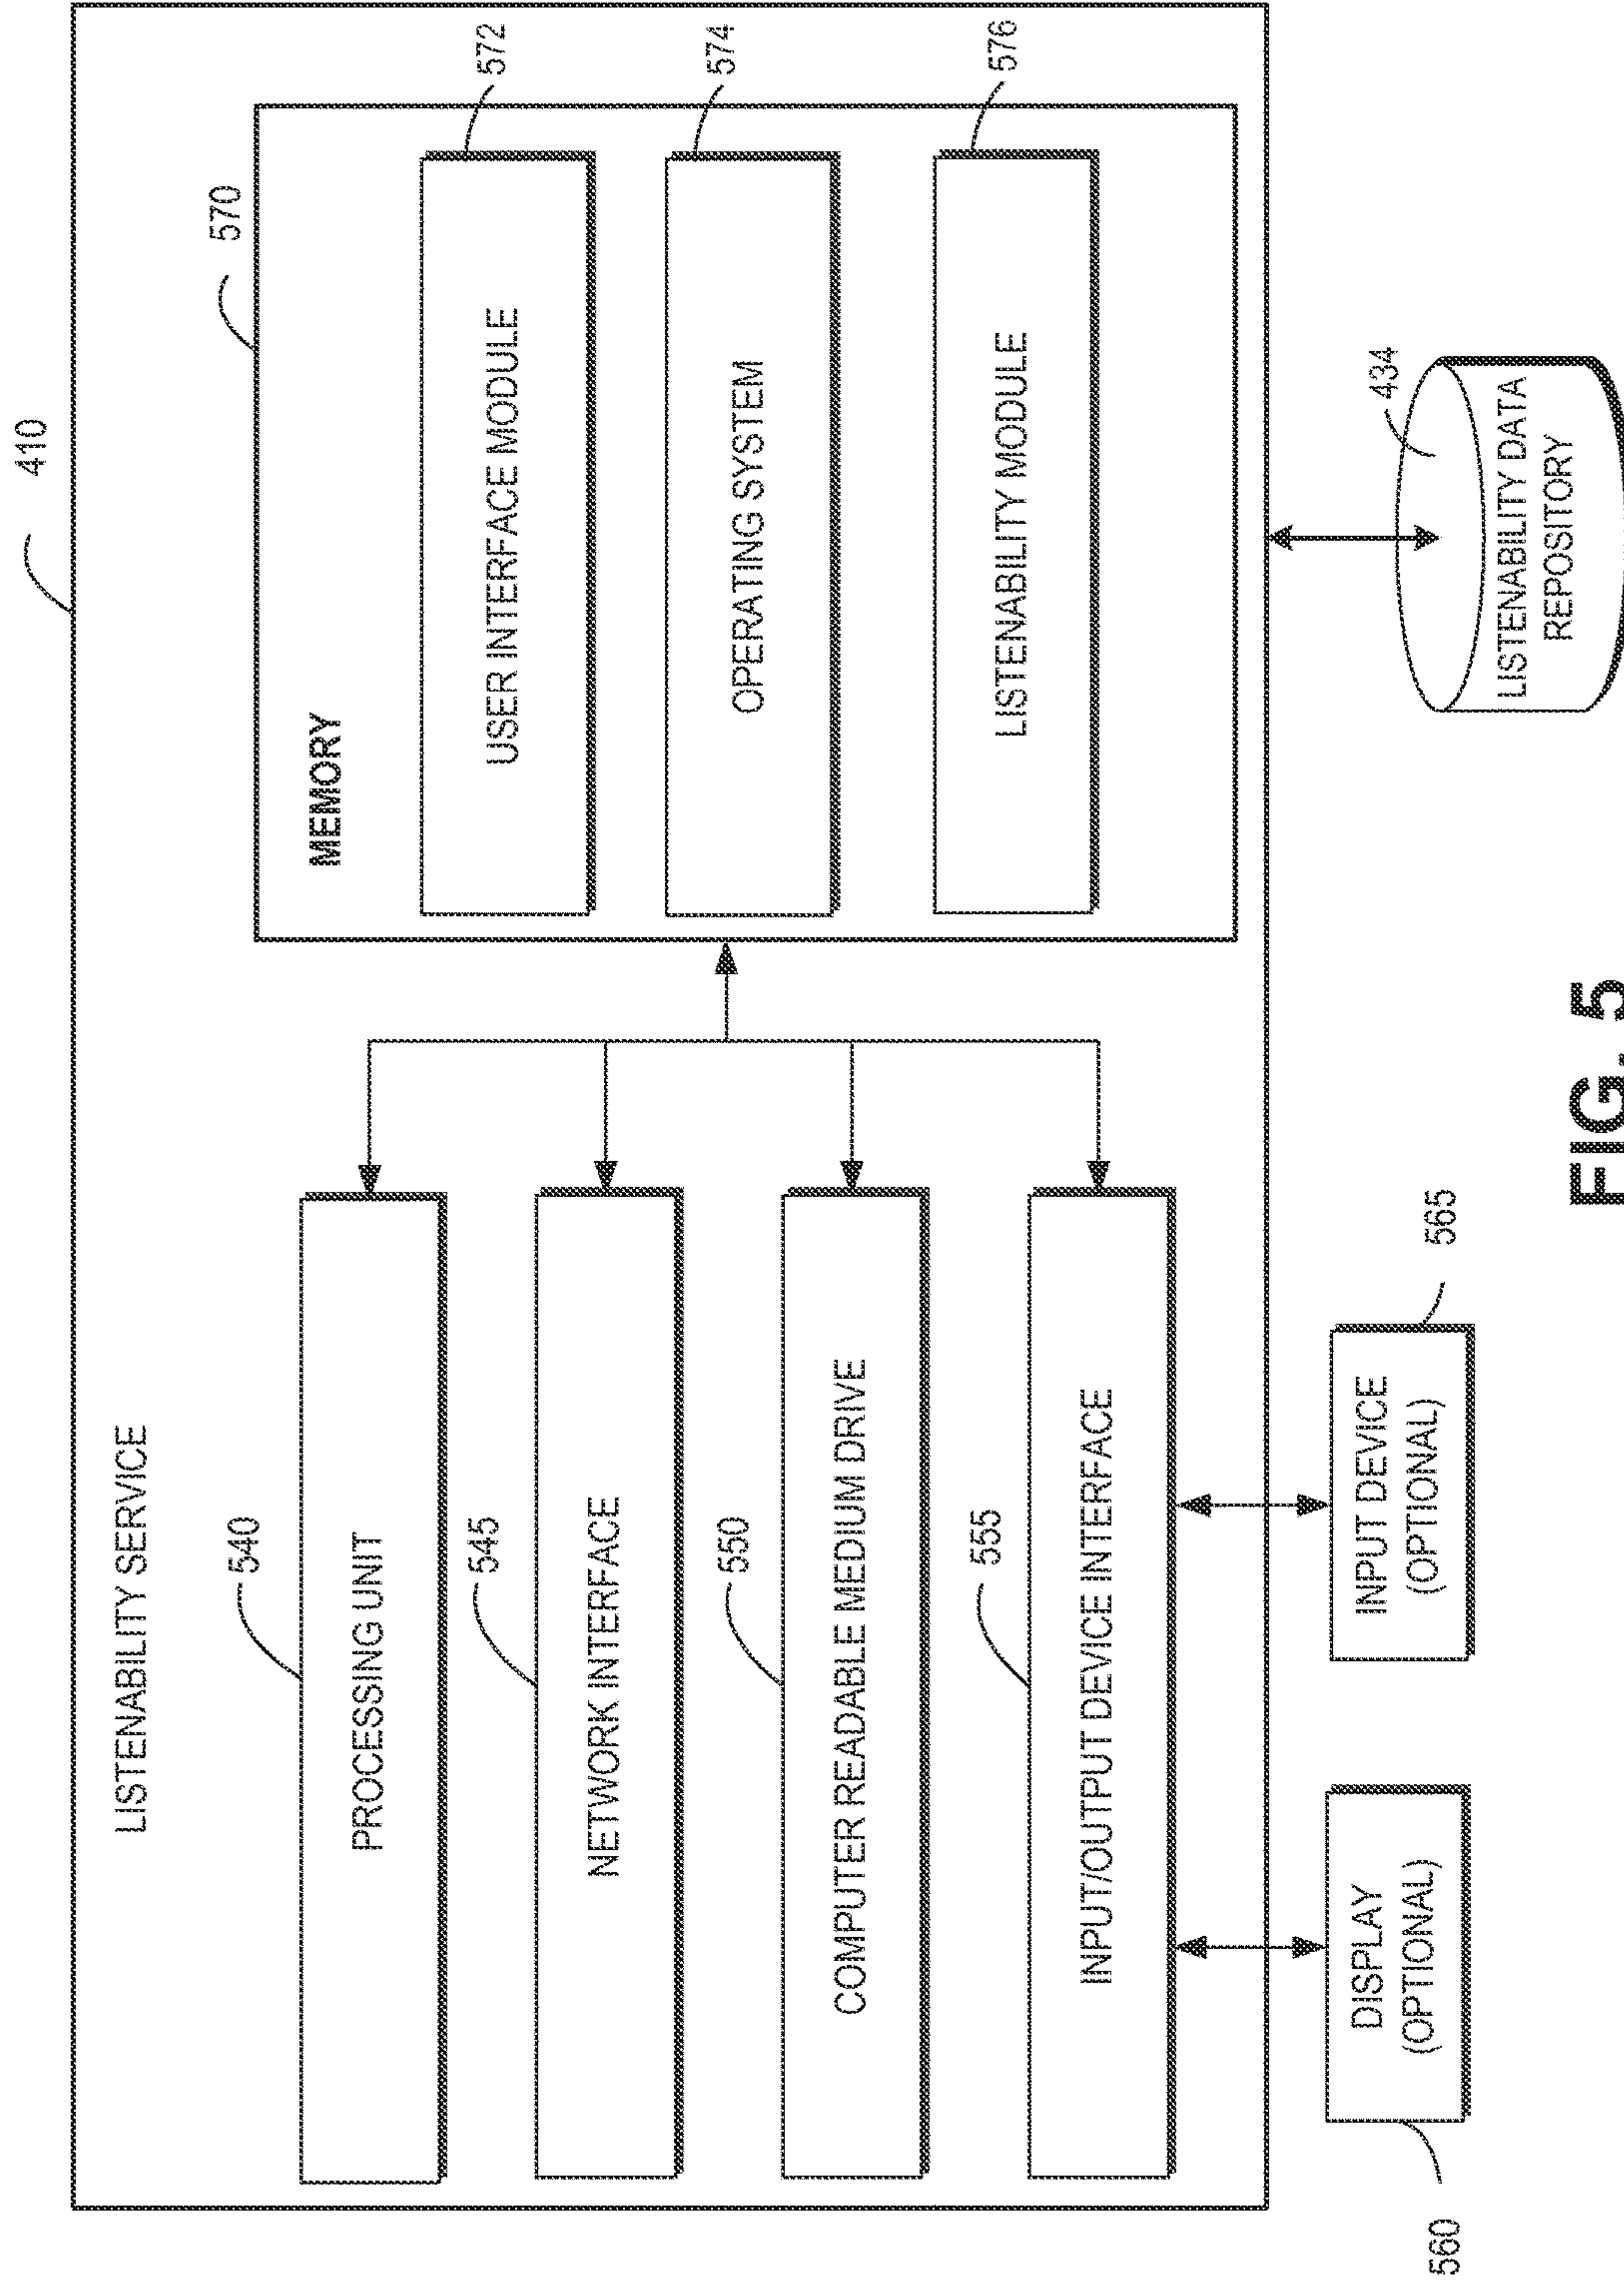 410
LISTENABILITY SERVICE
540
PROCESSING UNIT
545
NETWORK INTERFACE
550
COMPUTER READABLE MEDIUM DRIVE
555
INPUT/OUTPUT DEVICE INTERFACE
570
MEMORY
572
USER INTERFACE MODULE
574
OPERATING SYSTEM
576
LISTENABILITY MODULE
560
DISPLAY
(OPTIONAL)
565
INPUT DEVICE
(OPTIONAL)
434
LISTENABILITY DATA
REPOSITORY
FIG. 5